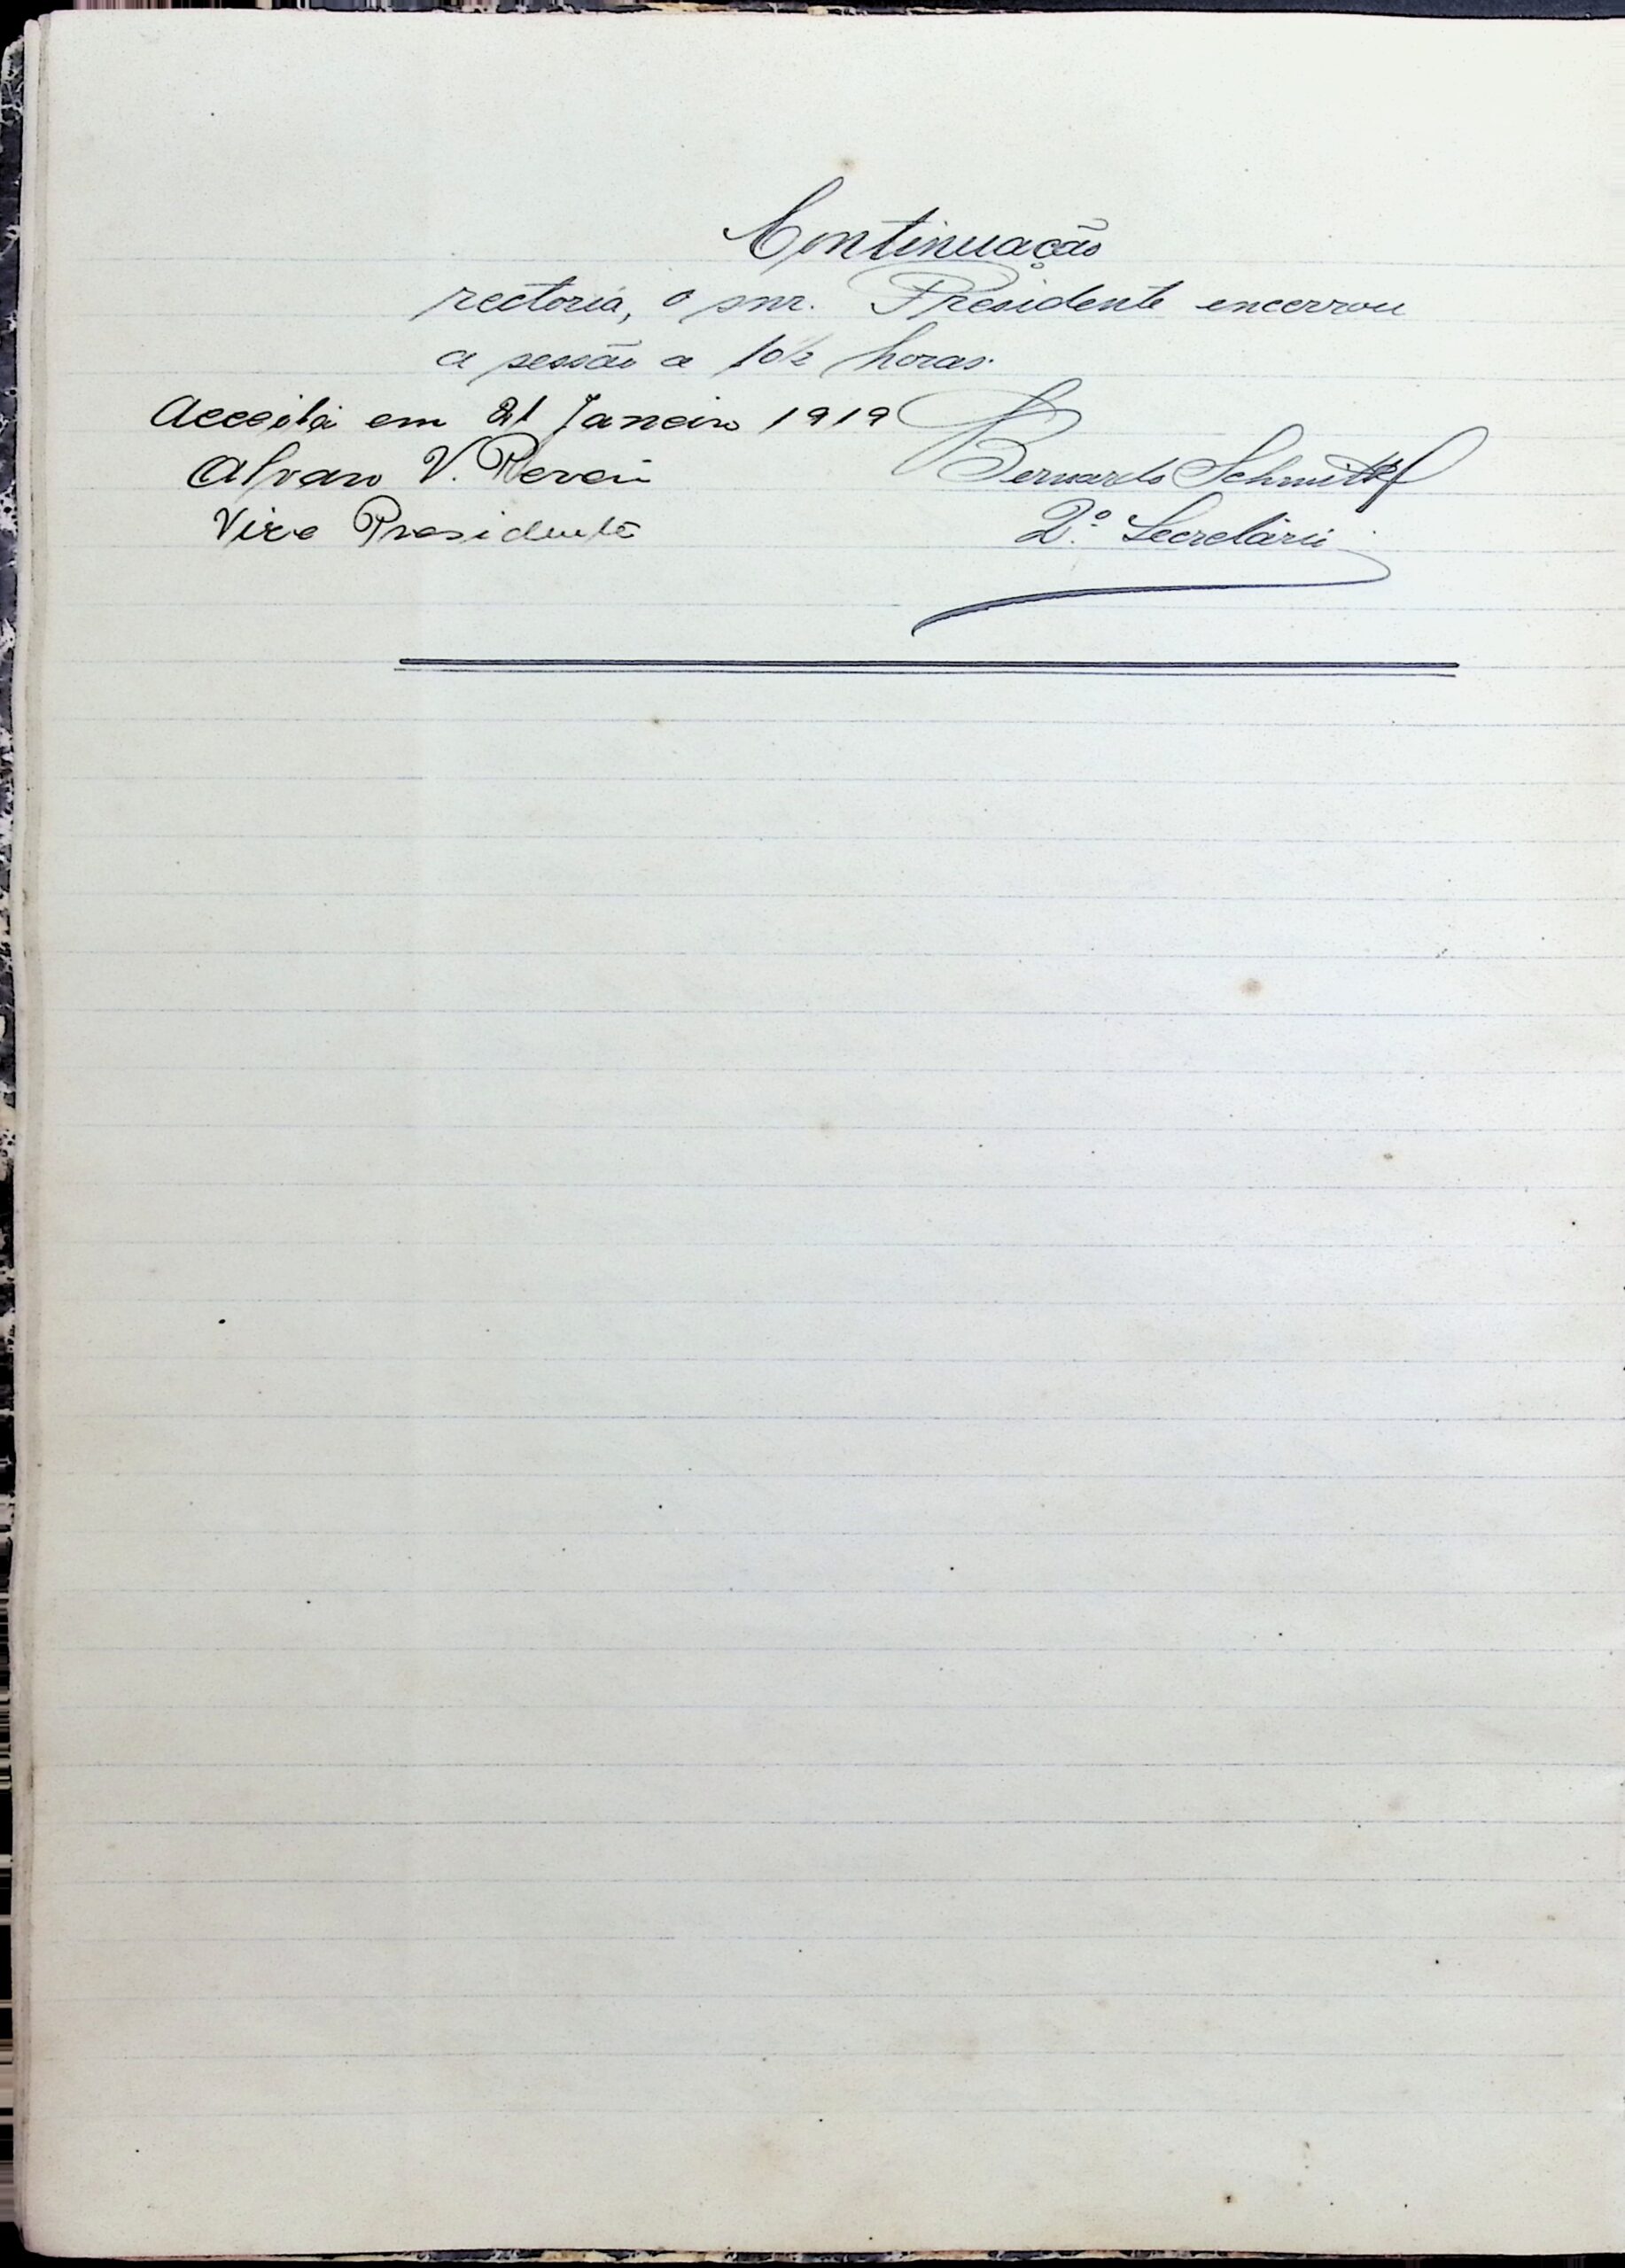 Continuação
rectoria, o snr. Presidente encerrou
a sessão a 10½ horas.
Acceita em 21 Janeiro 1919
Alvaro V.
Bernardo Schmitt
Vice Presidente
2º Secretario